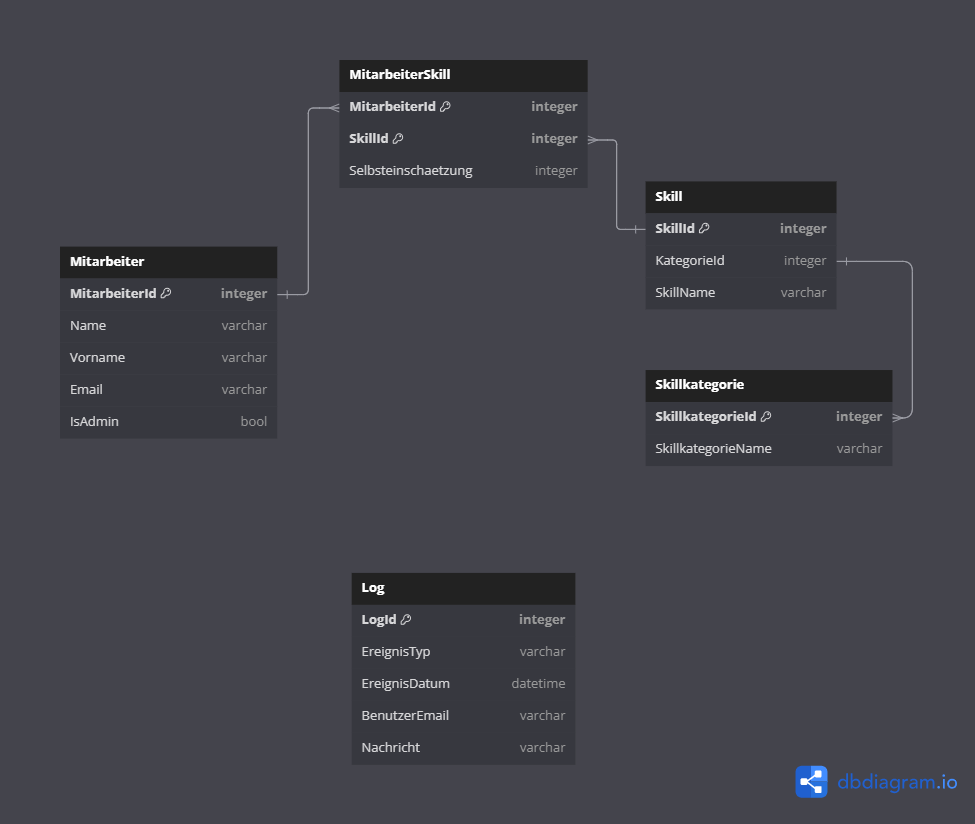 MitarbeiterSkill
MitarbeiterId integer
SkillId integer
Selbsteinschaetzung integer
Skill
SkillId integer
KategorieId integer
SkillName varchar
Mitarbeiter
MitarbeiterId integer
Name varchar
Vorname varchar
Email varchar
IsAdmin bool
Skillkategorie
SkillkategorieId integer
SkillkategorieName varchar
Log
LogId integer
EreignisTyp varchar
EreignisDatum datetime
BenutzerEmail varchar
Nachricht varchar
dbdiagram.io